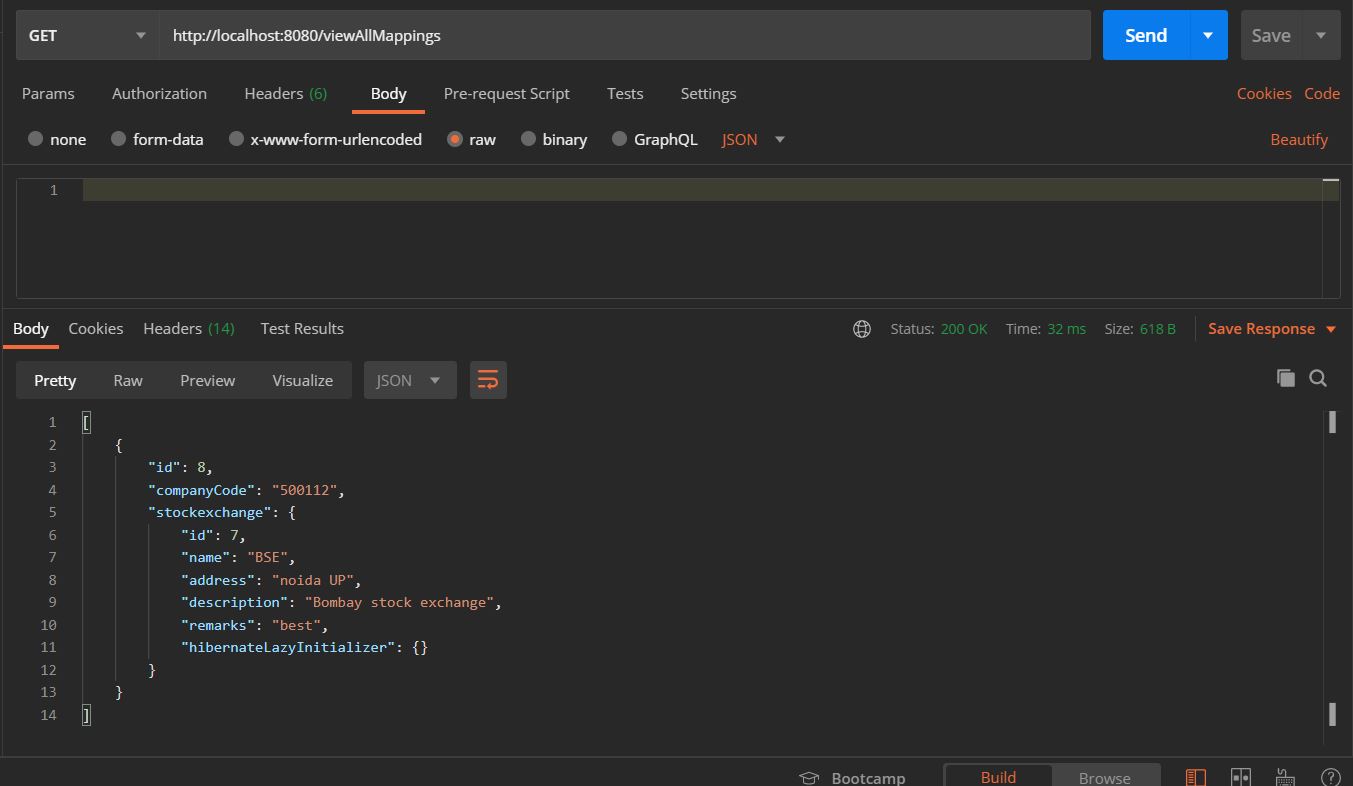 GET http://localhost:8080/viewAllMappings Send Save
Params Authorization Headers (6) Body Pre-request Script Tests Settings Cookies Code
none form-data x-www-form-urlencoded raw binary GraphQL JSON Beautify
1
Body Cookies Headers (14) Test Results Status: 200 OK Time: 32 ms Size: 618 B Save Response
Pretty Raw Preview Visualize JSON
1 [
2 {
3 "id": 8,
4 "companyCode": "500112",
5 "stockexchange": {
6 "id": 7,
7 "name": "BSE",
8 "address": "noida UP",
9 "description": "Bombay stock exchange",
10 "remarks": "best",
11 "hibernateLazyInitializer": {}
12 }
13 }
14 ]
Bootcamp Build Browse